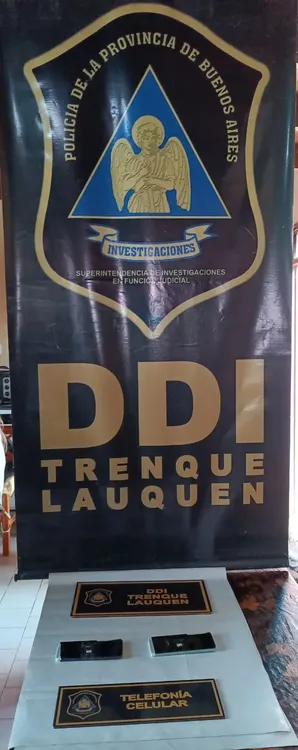 POLICIA DE LA PROVINCIA DE BUENOS AIRES
INVESTIGACIONES
SUPERINTENDENCIA DE INVESTIGACIONES
EN FUNCIÓN JUDICIAL
DDI
TRENQUE
LAUQUEN
DDI
TRENQUE
LAUQUEN
TELEFONÍA
CELULAR